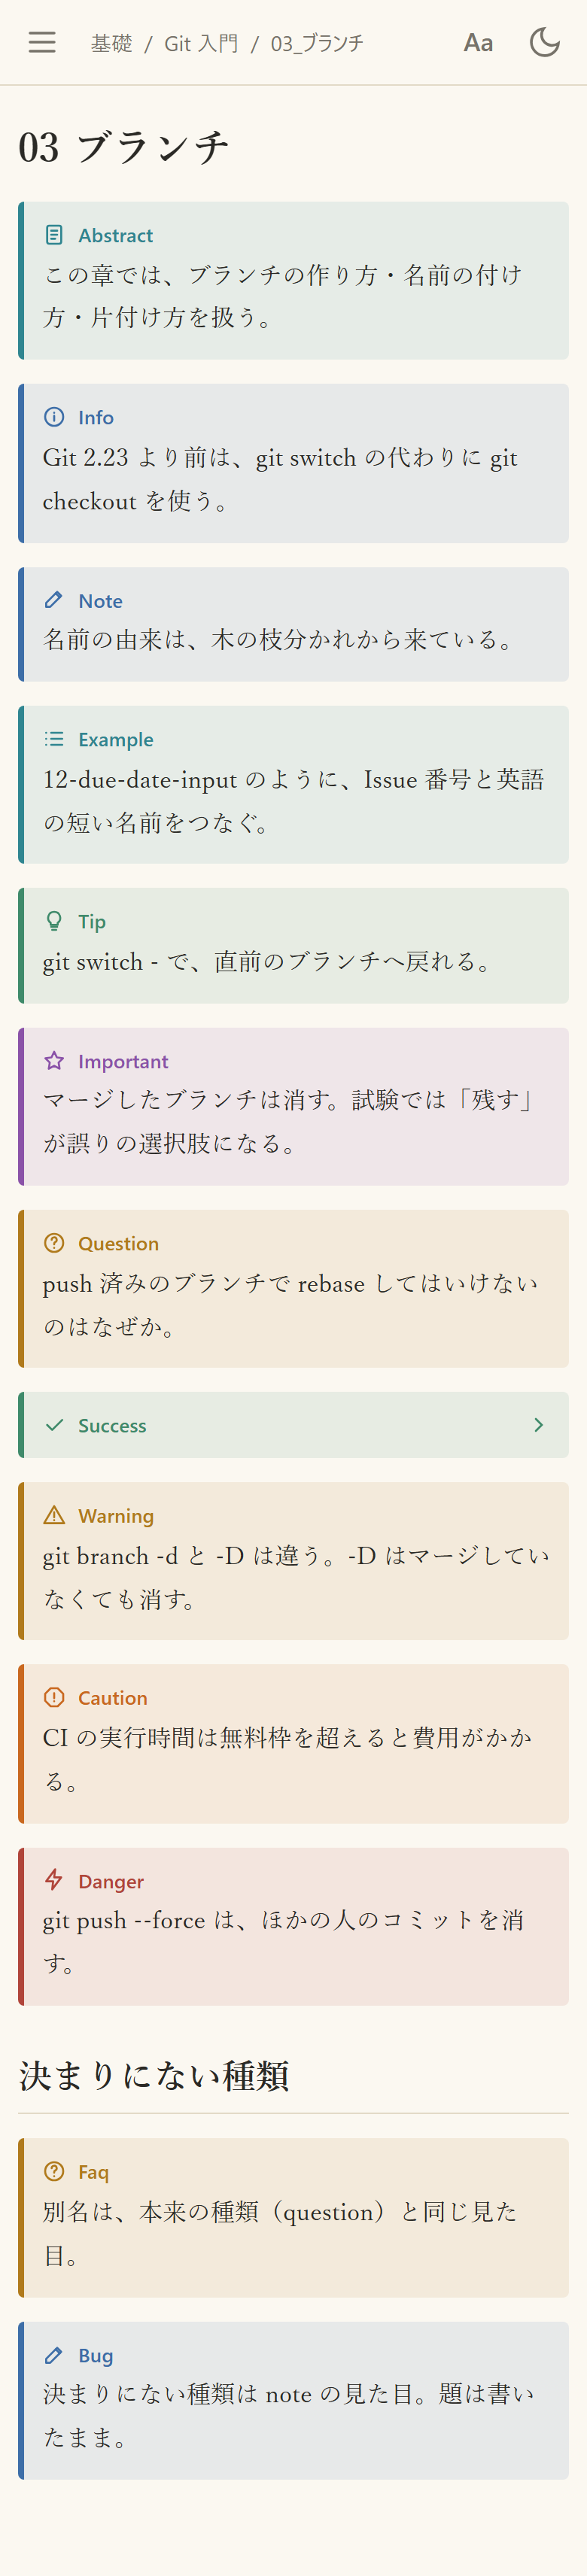 基礎 / Git 入門 / 03_ブランチ Aa
03 ブランチ
Abstract
この章では、ブランチの作り方・名前の付け
方・片付け方を扱う。
Info
Git 2.23 より前は、git switch の代わりに git
checkout を使う。
Note
名前の由来は、木の枝分かれから来ている。
Example
12-due-date-input のように、Issue 番号と英語
の短い名前をつなぐ。
Tip
git switch - で、直前のブランチへ戻れる。
Important
マージしたブランチは消す。試験では「残す」
が誤りの選択肢になる。
Question
push 済みのブランチで rebase してはいけない
のはなぜか。
Success
Warning
git branch -d と -D は違う。-D はマージしてい
なくても消す。
Caution
CI の実行時間は無料枠を超えると費用がかか
る。
Danger
git push --force は、ほかの人のコミットを消
す。
決まりにない種類
Faq
別名は、本来の種類（question）と同じ見た
目。
Bug
決まりにない種類は note の見た目。題は書い
たまま。